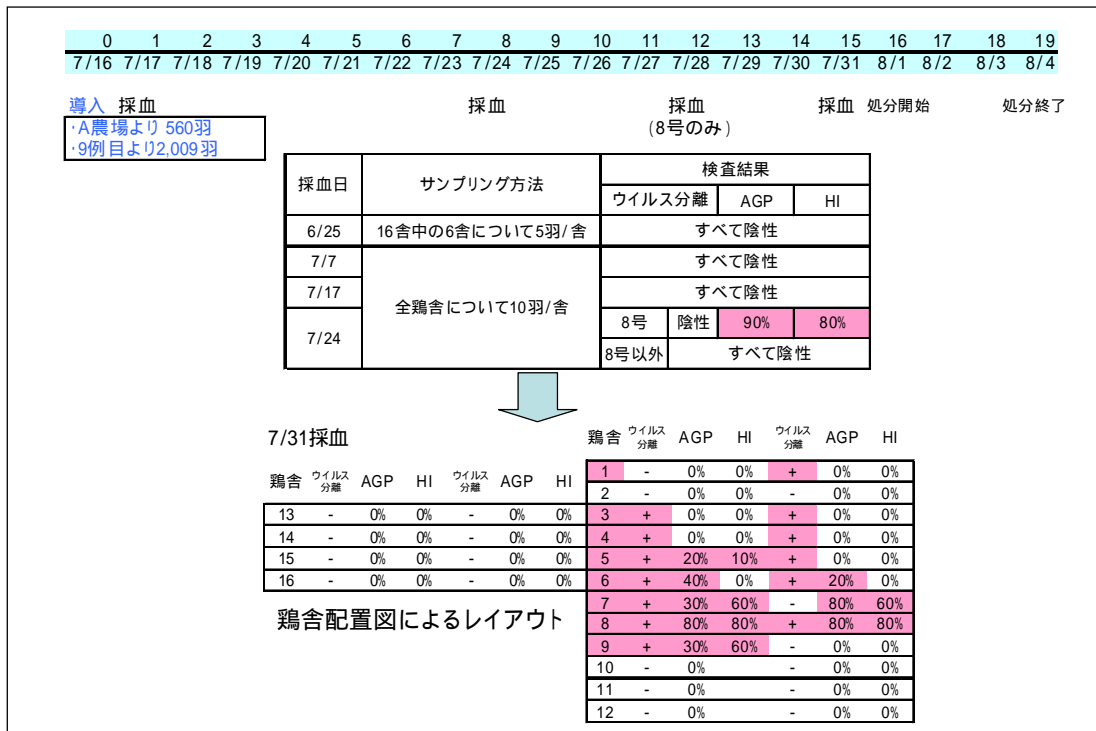 0 1 2 3 4 5 6 7 8 9 10 11 12 13 14 15 16 17 18 19
7/16 7/17 7/18 7/19 7/20 7/21 7/22 7/23 7/24 7/25 7/26 7/27 7/28 7/29 7/30 7/31 8/1 8/2 8/3 8/4
導入 採血 採血 採血 採血 処分開始 処分終了
(8号のみ)
・A農場より 560羽
・9例目より2,009羽
採血日 サンプリング方法 検査結果
ウイルス分離 AGP HI
6/25 16舎中の6舎について5羽/舎 すべて陰性
7/7 すべて陰性
7/17 すべて陰性
全鶏舎について10羽/舎
7/24 8号 陰性 90% 80%
8号以外 すべて陰性
7/31採血
鶏舎 ウイルス分離 AGP HI ウイルス分離 AGP HI
13 - 0% 0% - 0% 0%
14 - 0% 0% - 0% 0%
15 - 0% 0% - 0% 0%
16 - 0% 0% - 0% 0%
鶏舎配置図によるレイアウト
鶏舎 ウイルス分離 AGP HI ウイルス分離 AGP HI
1 - 0% 0% + 0% 0%
2 - 0% 0% - 0% 0%
3 + 0% 0% + 0% 0%
4 + 0% 0% + 0% 0%
5 + 20% 10% + 0% 0%
6 + 40% 0% + 20% 0%
7 + 30% 60% - 80% 60%
8 + 80% 80% + 80% 80%
9 + 30% 60% - 0% 0%
10 - 0% - 0% 0%
11 - 0% - 0% 0%
12 - 0% - 0% 0%